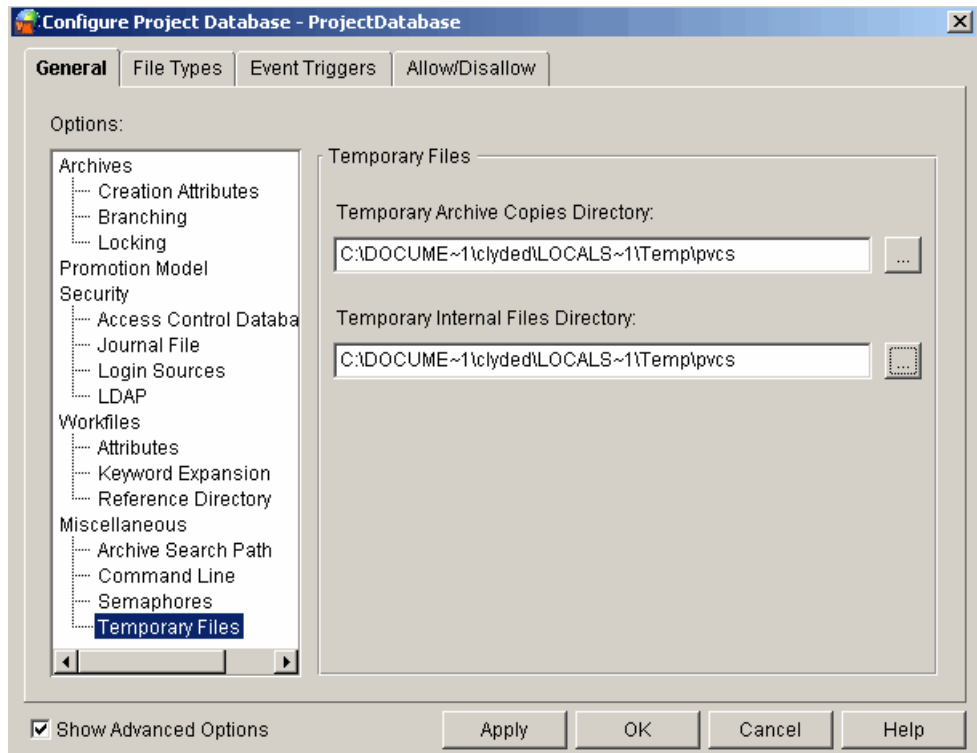 Configure Project Database - ProjectDatabase
General File Types Event Triggers Allow/Disallow
Options:
Archives
Creation Attributes
Branching
Locking
Promotion Model
Security
Access Control Databa
Journal File
Login Sources
LDAP
Workfiles
Attributes
Keyword Expansion
Reference Directory
Miscellaneous
Archive Search Path
Command Line
Semaphores
Temporary Files
Temporary Files
Temporary Archive Copies Directory:
C:\DOCUME~1\clyded\LOCALS~1\Temp\pvcs
...
Temporary Internal Files Directory:
C:\DOCUME~1\clyded\LOCALS~1\Temp\pvcs
...
Show Advanced Options
Apply OK Cancel Help